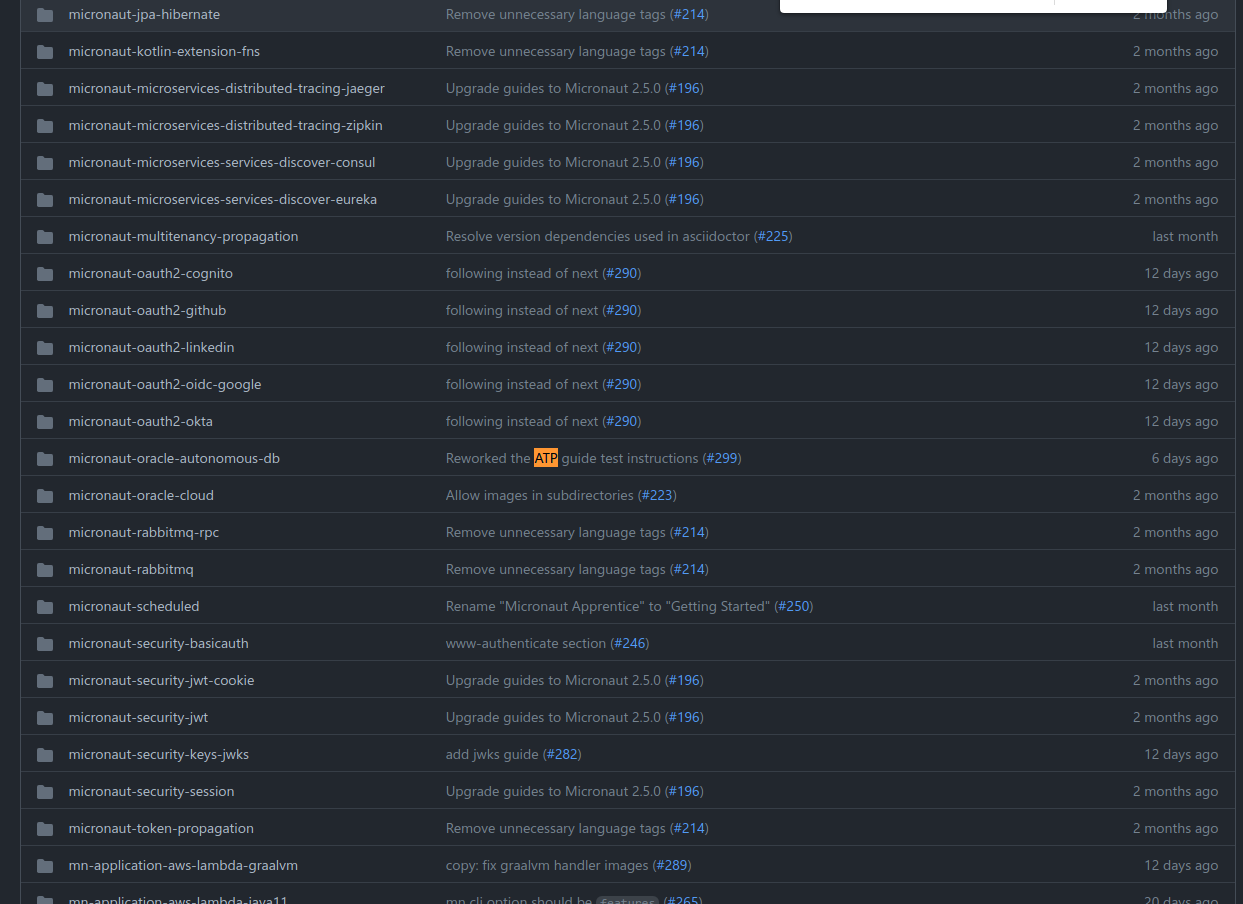 micronaut-jpa-hibernate Remove unnecessary language tags (#214) 2 months ago
micronaut-kotlin-extension-fns Remove unnecessary language tags (#214) 2 months ago
micronaut-microservices-distributed-tracing-jaeger Upgrade guides to Micronaut 2.5.0 (#196) 2 months ago
micronaut-microservices-distributed-tracing-zipkin Upgrade guides to Micronaut 2.5.0 (#196) 2 months ago
micronaut-microservices-services-discover-consul Upgrade guides to Micronaut 2.5.0 (#196) 2 months ago
micronaut-microservices-services-discover-eureka Upgrade guides to Micronaut 2.5.0 (#196) 2 months ago
micronaut-multitenancy-propagation Resolve version dependencies used in asciidoctor (#225) last month
micronaut-oauth2-cognito following instead of next (#290) 12 days ago
micronaut-oauth2-github following instead of next (#290) 12 days ago
micronaut-oauth2-linkedin following instead of next (#290) 12 days ago
micronaut-oauth2-oidc-google following instead of next (#290) 12 days ago
micronaut-oauth2-okta following instead of next (#290) 12 days ago
micronaut-oracle-autonomous-db Reworked the ATP guide test instructions (#299) 6 days ago
micronaut-oracle-cloud Allow images in subdirectories (#223) 2 months ago
micronaut-rabbitmq-rpc Remove unnecessary language tags (#214) 2 months ago
micronaut-rabbitmq Remove unnecessary language tags (#214) 2 months ago
micronaut-scheduled Rename "Micronaut Apprentice" to "Getting Started" (#250) last month
micronaut-security-basicauth www-authenticate section (#246) last month
micronaut-security-jwt-cookie Upgrade guides to Micronaut 2.5.0 (#196) 2 months ago
micronaut-security-jwt Upgrade guides to Micronaut 2.5.0 (#196) 2 months ago
micronaut-security-keys-jwks add jwks guide (#282) 12 days ago
micronaut-security-session Upgrade guides to Micronaut 2.5.0 (#196) 2 months ago
micronaut-token-propagation Remove unnecessary language tags (#214) 2 months ago
mn-application-aws-lambda-graalvm copy: fix graalvm handler images (#289) 12 days ago
mn-application-aws-lambda-java11 mn cli option should be features (#265) 20 days ago